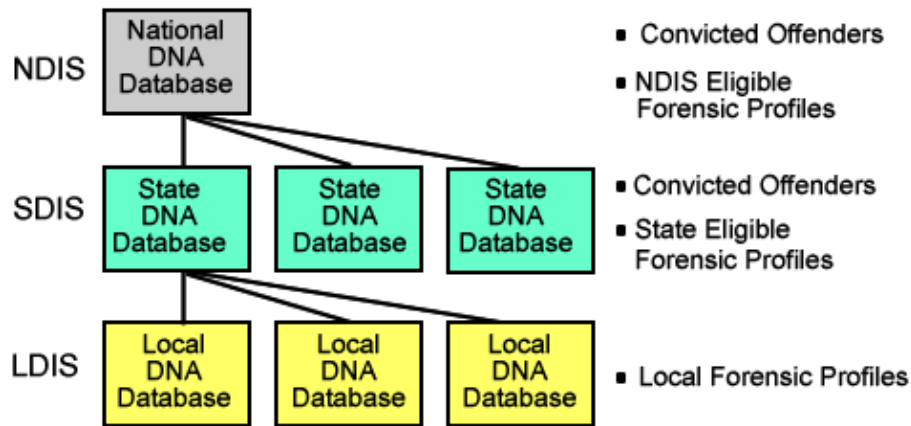 NDIS
National
DNA
Database
▪ Convicted Offenders
▪ NDIS Eligible
Forensic Profiles
SDIS
State
DNA
Database
State
DNA
Database
State
DNA
Database
▪ Convicted Offenders
▪ State Eligible
Forensic Profiles
LDIS
Local
DNA
Database
Local
DNA
Database
Local
DNA
Database
▪ Local Forensic Profiles